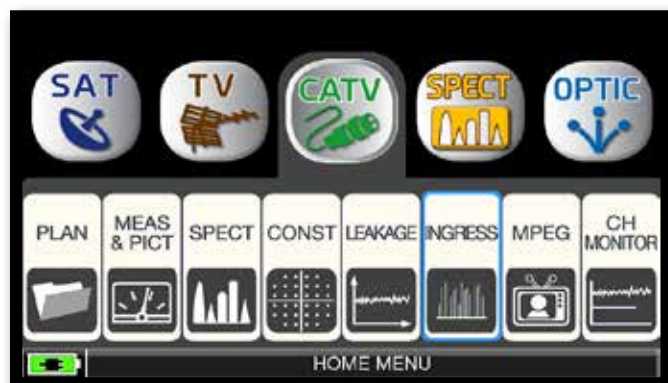 SAT TV CATV SPECT OPTIC
PLAN
MEAS
& PICT
SPECT
CONST
LEAKAGE
INGRESS
MPEG
CH
MONITOR
HOME MENU